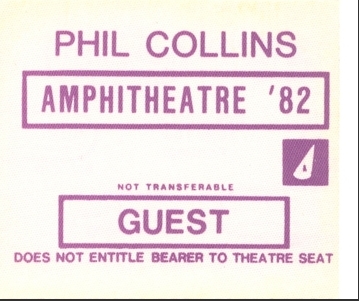 PHIL COLLINS
AMPHITHEATRE '82
A
NOT TRANSFERABLE
GUEST
DOES NOT ENTITLE BEARER TO THEATRE SEAT